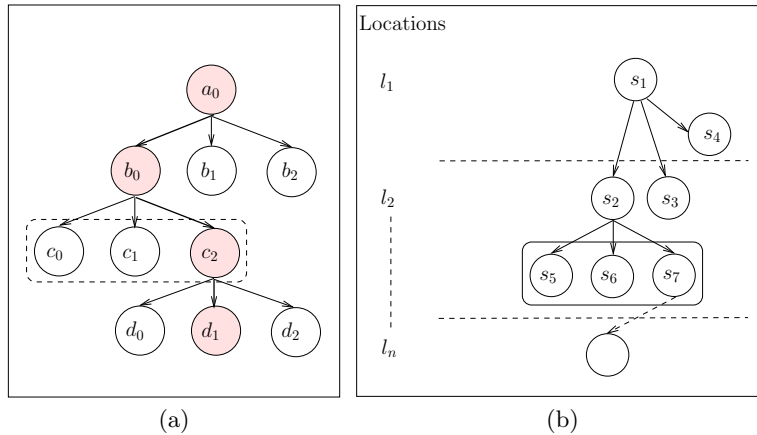 a0
b0 b1 b2
c0 c1 c2
d0 d1 d2
(a)
Locations
l1 s1
s4
l2 s2 s3
s5 s6 s7
ln
(b)